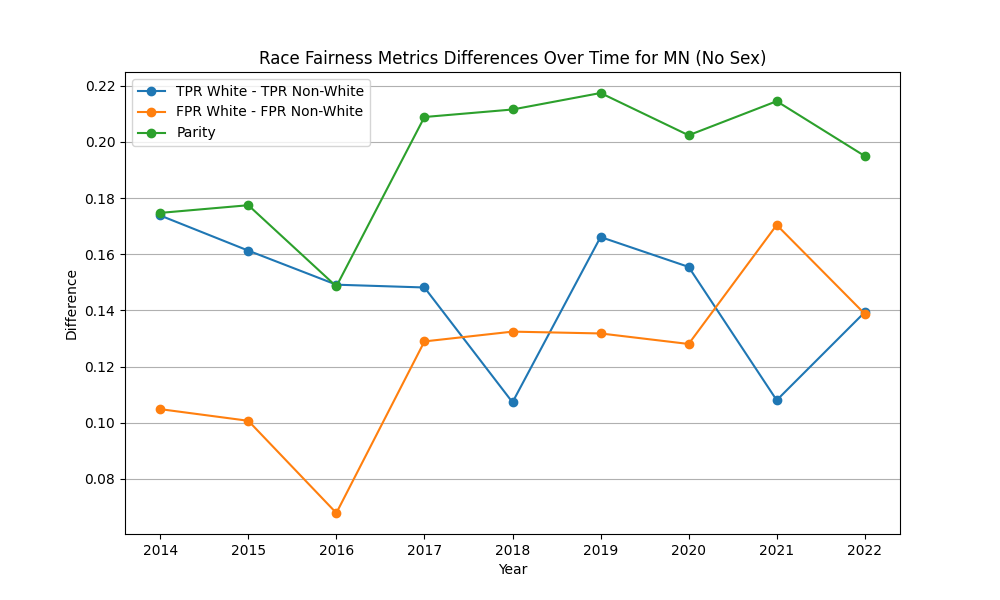 Race Fairness Metrics Differences Over Time for MN (No Sex)
TPR White - TPR Non-White
FPR White - FPR Non-White
Parity
0.22
0.20
0.18
0.16
0.14
0.12
0.10
0.08
Difference
2014 2015 2016 2017 2018 2019 2020 2021 2022
Year